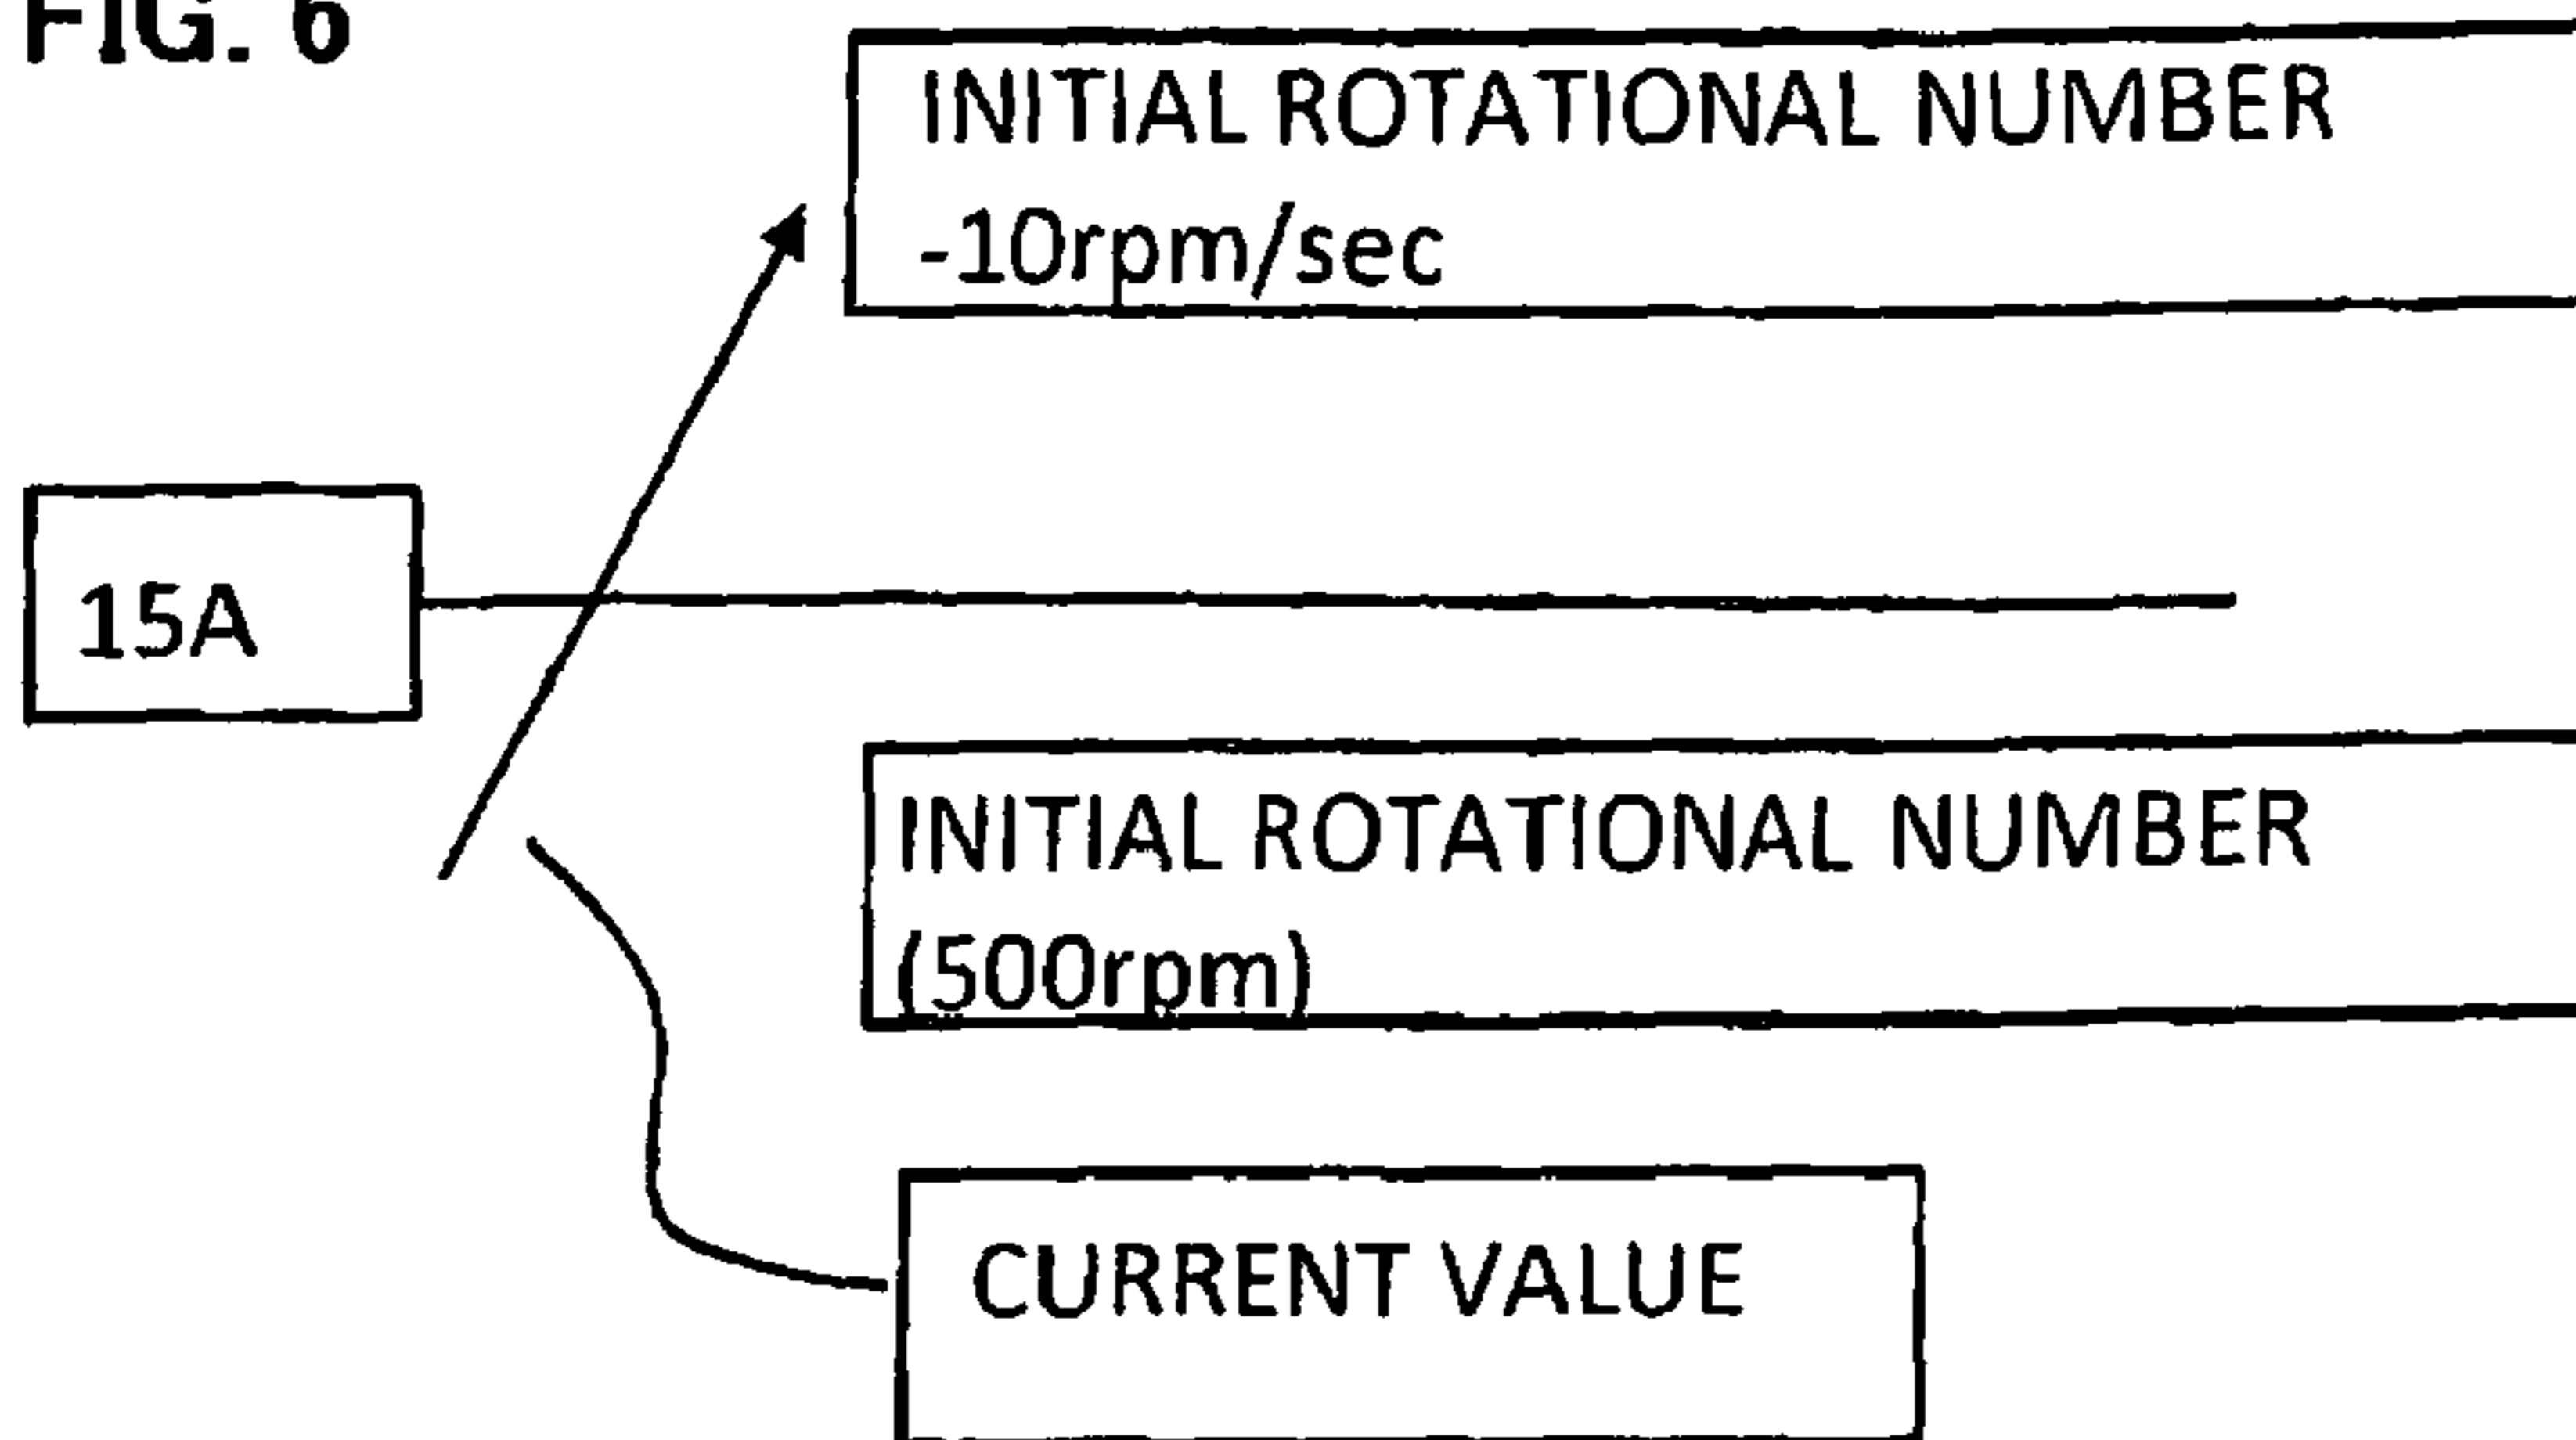 FIG. 6
INITIAL ROTATIONAL NUMBER
-10rpm/sec
15A
INITIAL ROTATIONAL NUMBER
(500rpm)
CURRENT VALUE